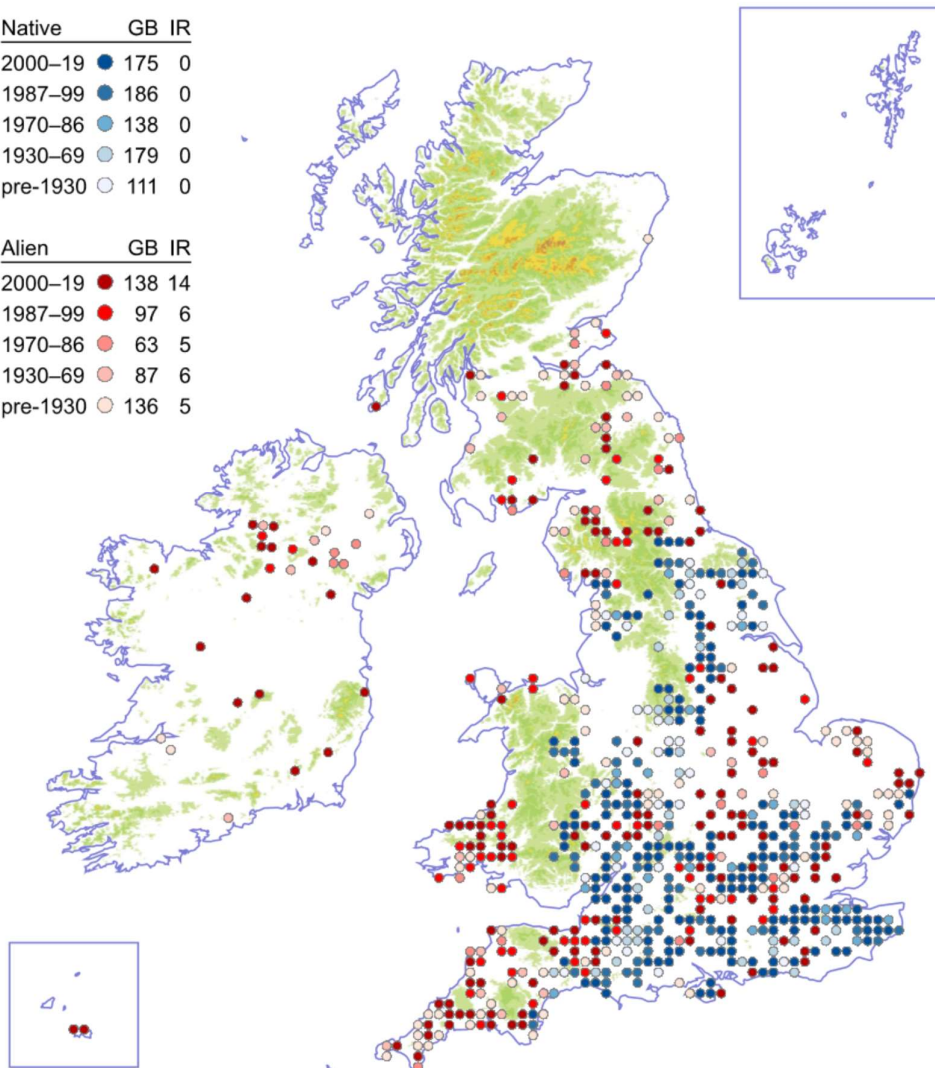 Native GB IR
2000–19 175 0
1987–99 186 0
1970–86 138 0
1930–69 179 0
pre-1930 111 0
Alien GB IR
2000–19 138 14
1987–99 97 6
1970–86 63 5
1930–69 87 6
pre-1930 136 5